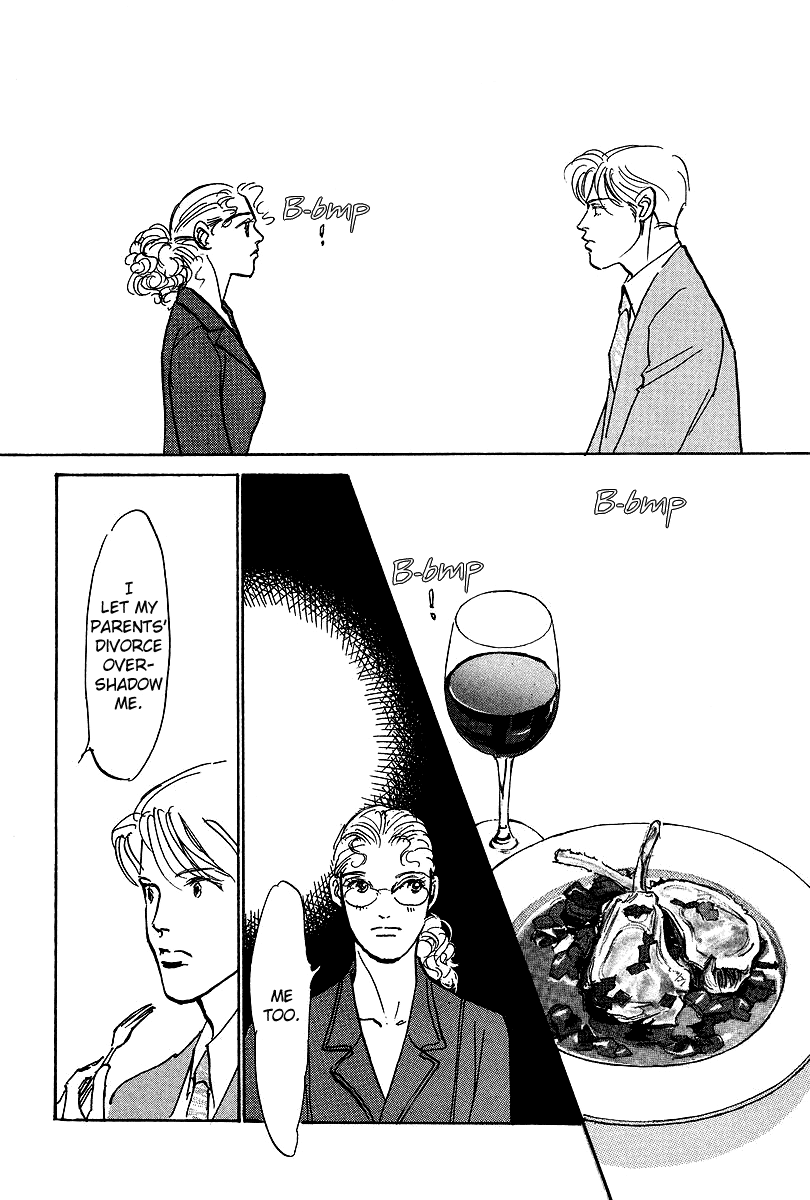 B-bmp
!
B-bmp
B-bmp
!
I
LET MY
PARENTS'
DIVORCE
OVER-
SHADOW
ME.
ME
TOO.